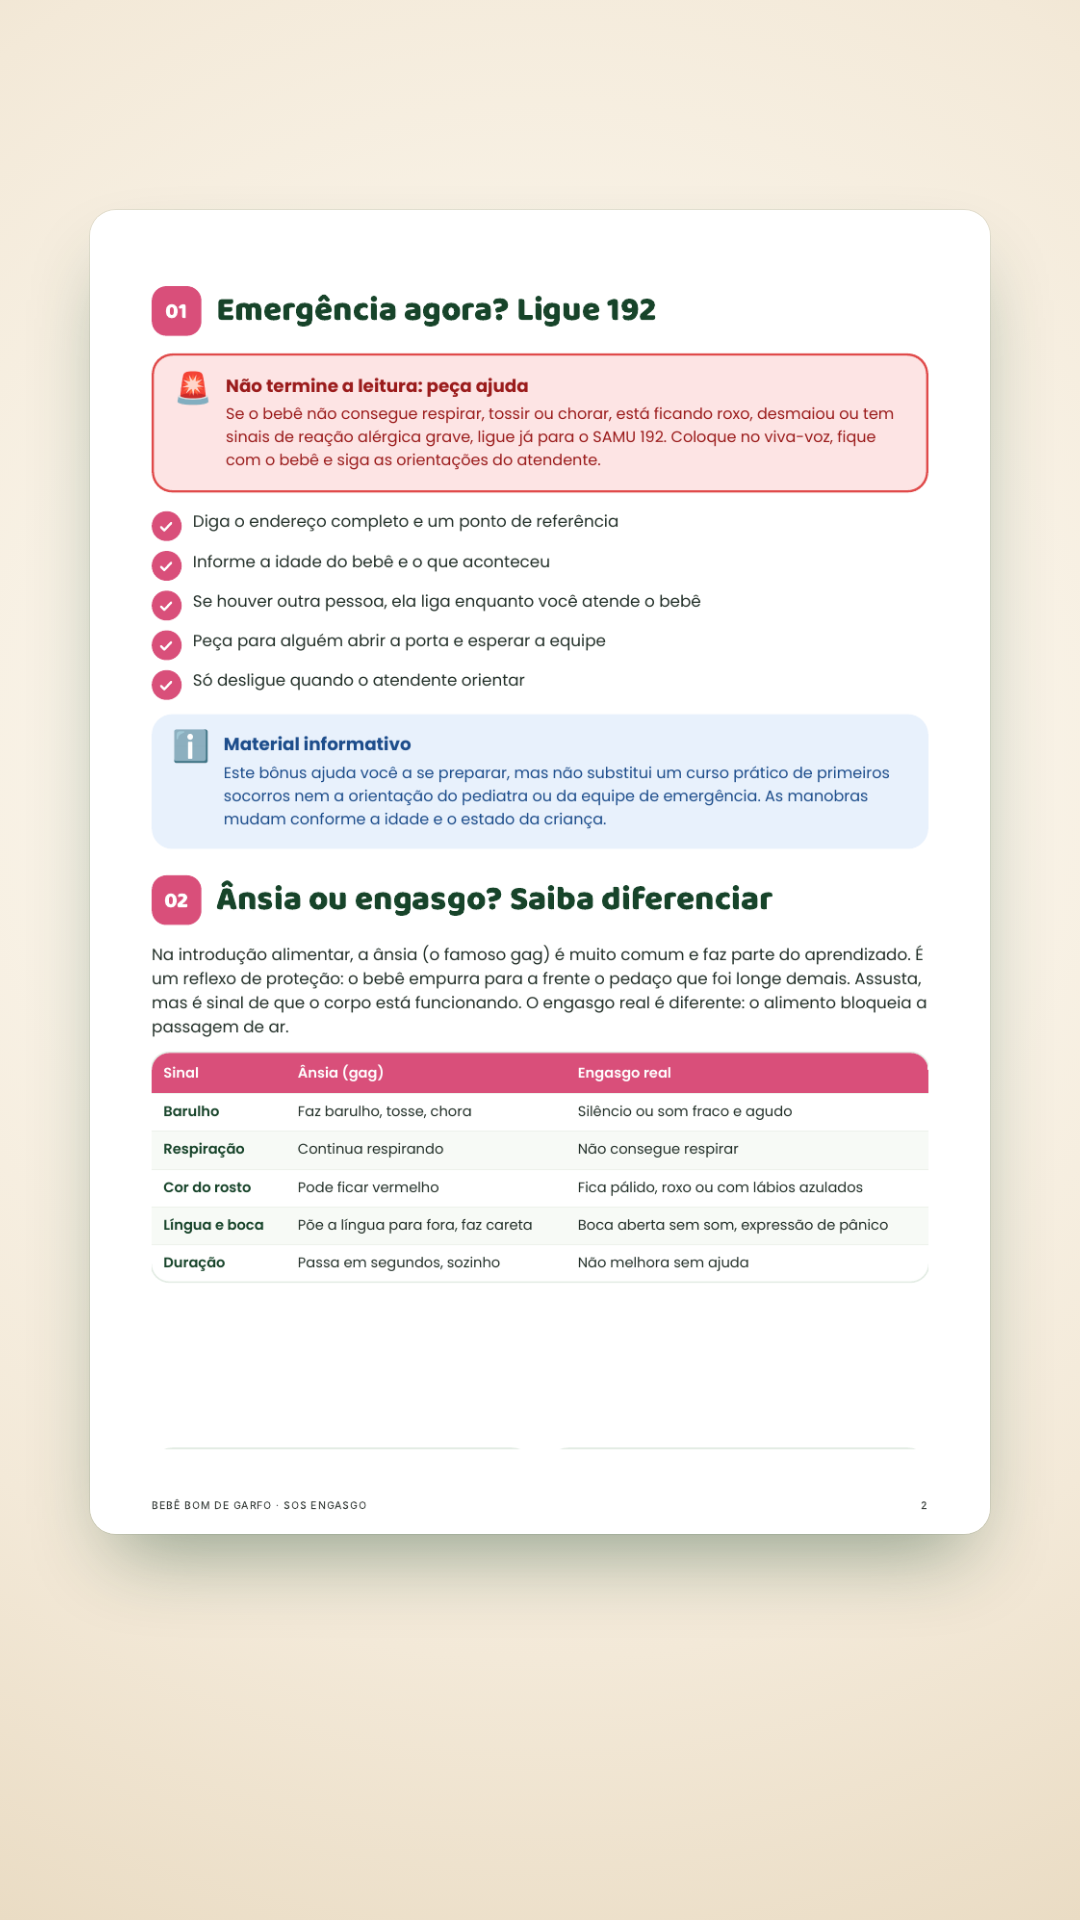 01 Emergência agora? Ligue 192
Não termine a leitura: peça ajuda
Se o bebê não consegue respirar, tossir ou chorar, está ficando roxo, desmaiou ou tem
sinais de reação alérgica grave, ligue já para o SAMU 192. Coloque no viva-voz, fique
com o bebê e siga as orientações do atendente.
Diga o endereço completo e um ponto de referência
Informe a idade do bebê e o que aconteceu
Se houver outra pessoa, ela liga enquanto você atende o bebê
Peça para alguém abrir a porta e esperar a equipe
Só desligue quando o atendente orientar
Material informativo
Este bônus ajuda você a se preparar, mas não substitui um curso prático de primeiros
socorros nem a orientação do pediatra ou da equipe de emergência. As manobras
mudam conforme a idade e o estado da criança.
02 Ânsia ou engasgo? Saiba diferenciar
Na introdução alimentar, a ânsia (o famoso gag) é muito comum e faz parte do aprendizado. É
um reflexo de proteção: o bebê empurra para a frente o pedaço que foi longe demais. Assusta,
mas é sinal de que o corpo está funcionando. O engasgo real é diferente: o alimento bloqueia a
passagem de ar.
Sinal Ânsia (gag) Engasgo real
Barulho Faz barulho, tosse, chora Silêncio ou som fraco e agudo
Respiração Continua respirando Não consegue respirar
Cor do rosto Pode ficar vermelho Fica pálido, roxo ou com lábios azulados
Língua e boca Põe a língua para fora, faz careta Boca aberta sem som, expressão de pânico
Duração Passa em segundos, sozinho Não melhora sem ajuda
BEBÊ BOM DE GARFO · SOS ENGASGO 2